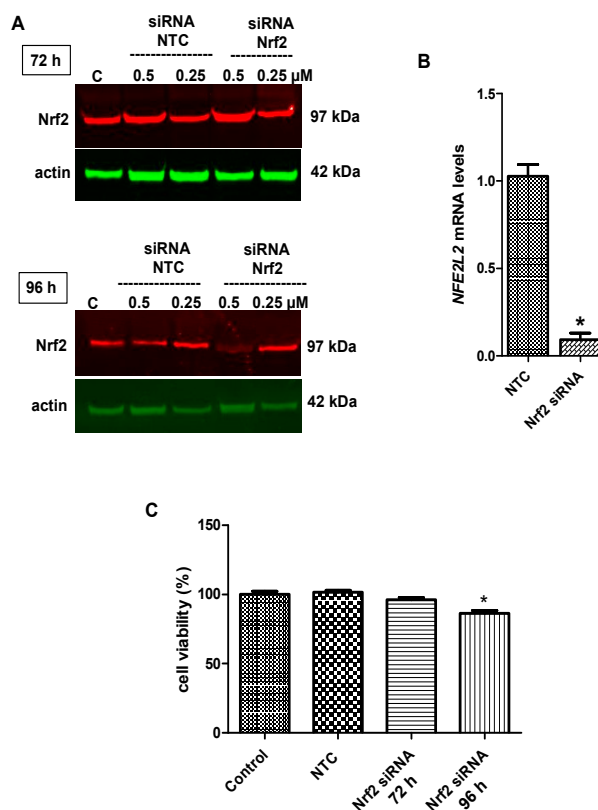 A
siRNA
NTC
siRNA
Nrf2
72 h
C 0.5 0.25 0.5 0.25 µM
Nrf2 97 kDa
actin 42 kDa
siRNA
NTC
siRNA
Nrf2
96 h
C 0.5 0.25 0.5 0.25 µM
Nrf2 97 kDa
actin 42 kDa
B
NFE2L2 mRNA levels
1.5
1.0
0.5
0.0
*
NTC
Nrf2 siRNA
C
cell viability (%)
150
100
50
0
*
Control
NTC
Nrf2 siRNA
72 h
Nrf2 siRNA
96 h